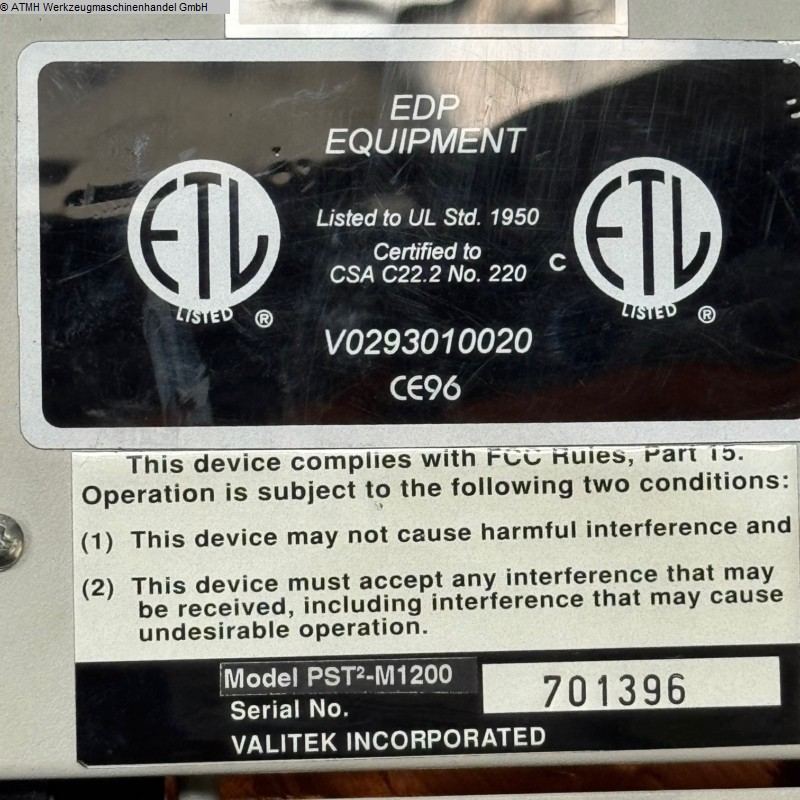 © ATMH Werkzeugmaschinenhandel GmbH
EDP
EQUIPMENT
ETL
LISTED ®
Listed to UL Std. 1950
Certified to
CSA C22.2 No. 220
C ETL
LISTED ®
V0293010020
CE96
This device complies with FCC Rules, Part 15.
Operation is subject to the following two conditions:
(1) This device may not cause harmful interference and
(2) This device must accept any interference that may
be received, including interference that may cause
undesirable operation.
Model PST²-M1200
Serial No. 701396
VALITEK INCORPORATED